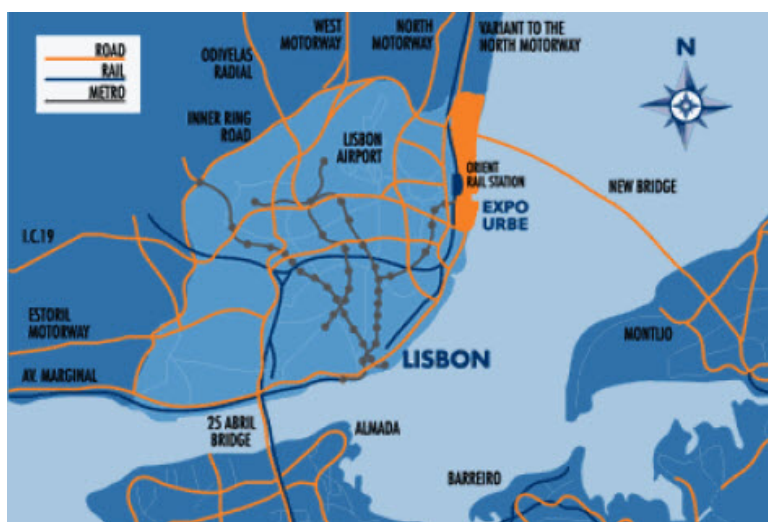 ROAD
RAIL
METRO
ODIVELAS
RADIAL
WEST
MOTORWAY
NORTH
MOTORWAY
VARIANT TO THE
NORTH MOTORWAY
N
INNER RING
ROAD
LISBON
AIRPORT
ORIENT
RAIL STATION
NEW BRIDGE
EXPO
URBE
I.C.19
ESTORIL
MOTORWAY
MONTIJO
LISBON
AV. MARGINAL
25 ABRIL
BRIDGE
ALMADA
BARREIRO